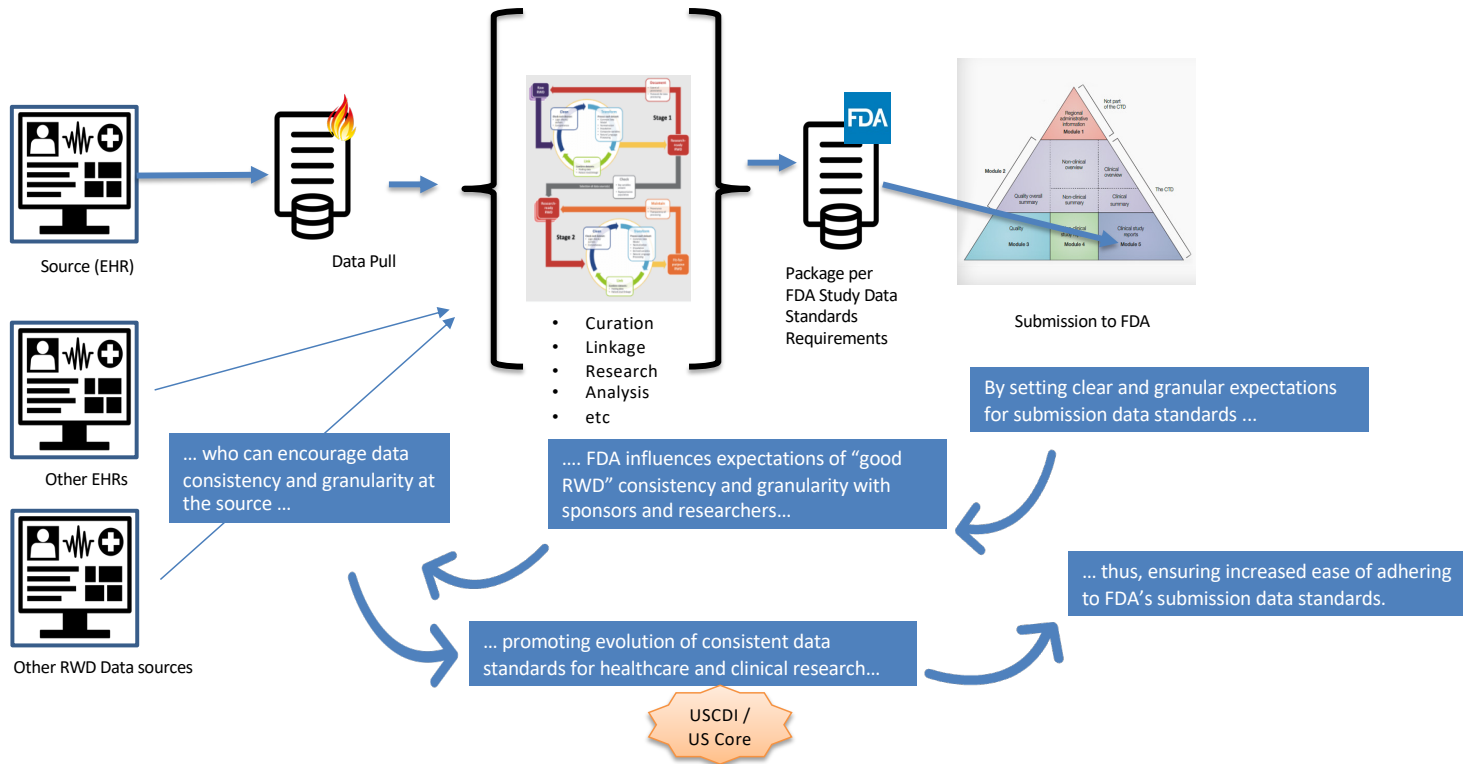 Source (EHR)
Data Pull
Other EHRs
Other RWD Data sources
Stage 1
Stage 2
• Curation
• Linkage
• Research
• Analysis
• etc
FDA
Package per
FDA Study Data
Standards
Requirements
Not part
of the CTD
Regional
administrative
information
Module 1
Module 2
Non-clinical
overview
Clinical
overview
The CTD
Quality overall
summary
Non-clinical
summary
Clinical
summary
Quality
Module 3
Module 4
Clinical study
reports
Module 5
Submission to FDA
By setting clear and granular expectations
for submission data standards ...
.... FDA influences expectations of “good
RWD” consistency and granularity with
sponsors and researchers…
... who can encourage data
consistency and granularity at
the source ...
... promoting evolution of consistent data
standards for healthcare and clinical research…
... thus, ensuring increased ease of adhering
to FDA’s submission data standards.
USCDI /
US Core